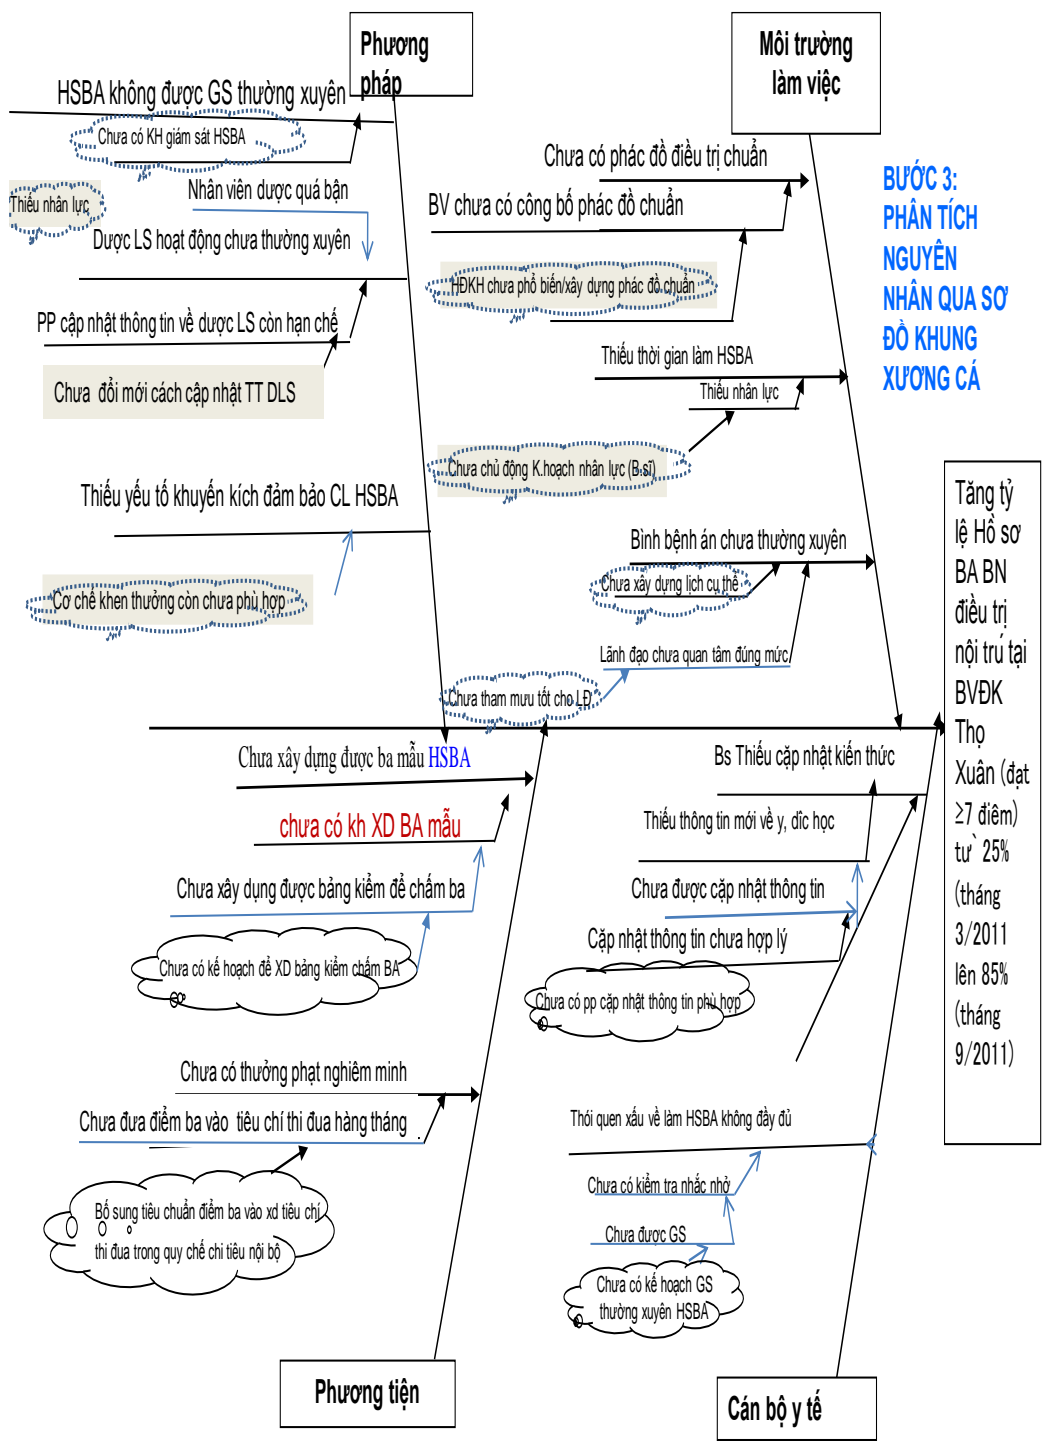 Phương
pháp
Môi trường
làm việc
HSBA không được GS thường xuyên
Chưa có KH giám sát HSBA
Nhân viên dược quá bận
Thiếu nhân lực
Dược LS hoạt động chưa thường xuyên
PP cập nhật thông tin về dược LS còn hạn chế
Chưa đổi mới cách cập nhật TT DLS
Thiếu yếu tố khuyến kích đảm bảo CL HSBA
Cơ chế khen thưởng còn chưa phù hợp
Chưa có phác đồ điều trị chuẩn
BV chưa có công bố phác đồ chuẩn
HĐKH chưa phổ biến/xây dựng phác đồ chuẩn
Thiếu thời gian làm HSBA
Thiếu nhân lực
Chưa chủ động K.hoạch nhân lực (B.sĩ)
Bình bệnh án chưa thường xuyên
Chưa xây dựng lịch cụ thể
Lãnh đạo chưa quan tâm đúng mức
Chưa tham mưu tốt cho LĐ
BƯỚC 3:
PHÂN TÍCH
NGUYÊN
NHÂN QUA SƠ
ĐỒ KHUNG
XƯƠNG CÁ
Tăng tỷ
lệ Hồ sơ
BA BN
điều trị
nội trú tại
BVĐK
Thọ
Xuân (đạt
≥7 điểm)
từ 25%
(tháng
3/2011
lên 85%
(tháng
9/2011)
Chưa xây dựng được ba mẫu HSBA
chưa có kh XD BA mẫu
Chưa xây dụng được bảng kiểm để chấm ba
Chưa có kế hoạch để XD bảng kiểm chấm BA
Chưa có thưởng phạt nghiêm minh
Chưa đưa điểm ba vào tiêu chí thi đua hàng tháng
Bố sung tiêu chuẩn điểm ba vào xd tiêu chí
thi đua trong quy chế chi tiêu nội bộ
Phương tiện
Bs Thiếu cặp nhật kiến thức
Thiếu thông tin mới về y, dîc học
Chưa được cặp nhật thông tin
Cặp nhật thông tin chưa hợp lý
Chưa có pp cặp nhật thông tin phù hợp
Thói quen xấu về làm HSBA không đầy đủ
Chưa có kiểm tra nhắc nhở
Chưa được GS
Chưa có kế hoạch GS
thường xuyên HSBA
Cán bộ y tế